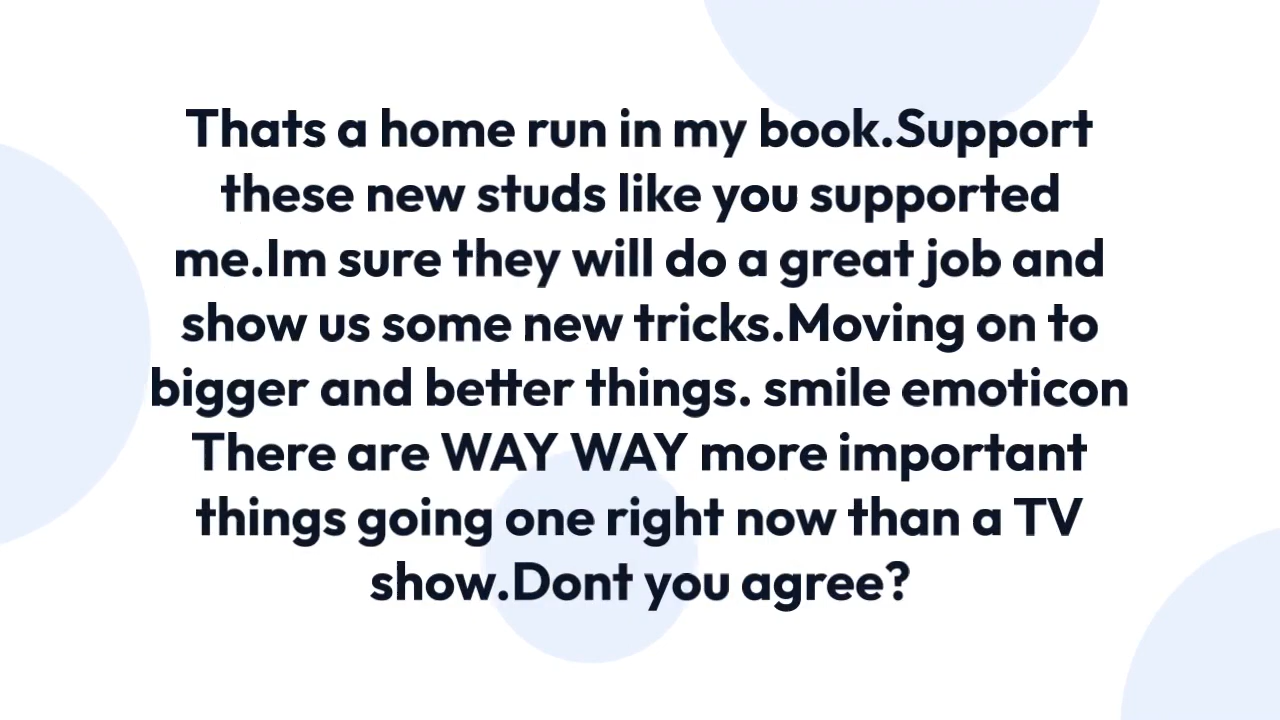 Thats a home run in my book.Support
these new studs like you supported
me.Im sure they will do a great job and
show us some new tricks.Moving on to
bigger and better things. smile emoticon
There are WAY WAY more important
things going one right now than a TV
show.Dont you agree?